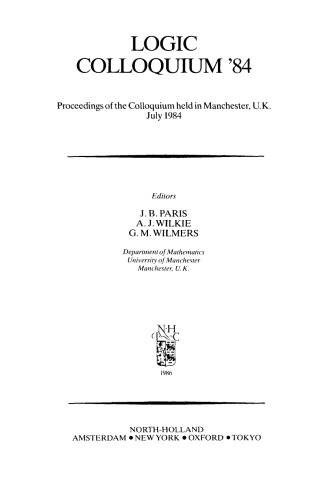 LOGIC
COLLOQUIUM '84
Proceedings of the Colloquium held in Manchester, U.K.
July 1984
Editors
J. B. PARIS
A. J. WILKIE
G. M. WILMERS
Department of Mathematics
University of Manchester
Manchester, U.K.
N·H
C
1986
NORTH-HOLLAND
AMSTERDAM ● NEW YORK ● OXFORD ● TOKYO